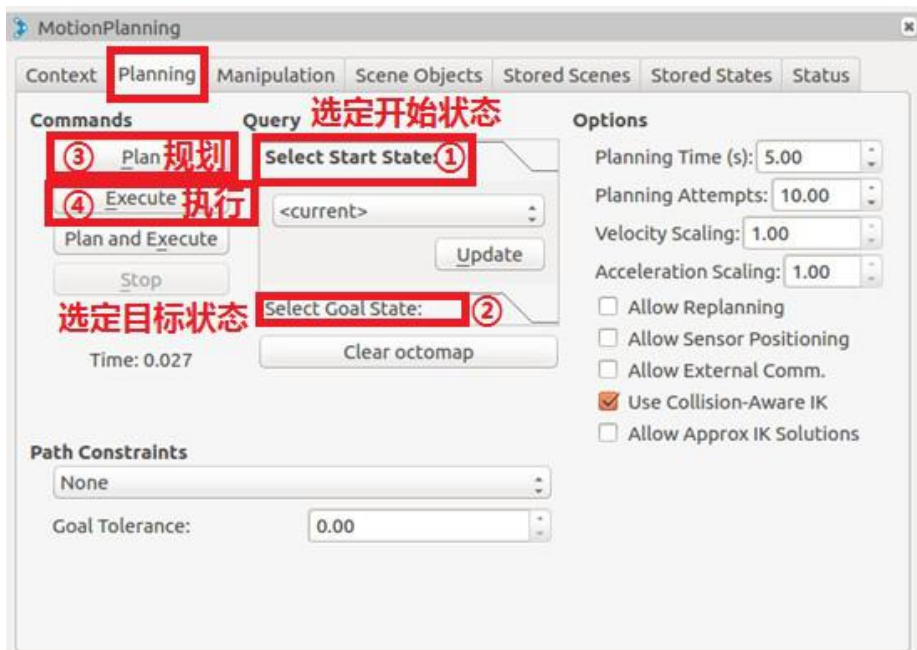 MotionPlanning
Context Planning Manipulation Scene Objects Stored Scenes Stored States Status
Commands
③ Plan 规划
④ Execute 执行
Plan and Execute
Stop
选定目标状态
Time: 0.027
Query 选定开始状态
Select Start State: ①
<current>
Update
Select Goal State: ②
Clear octomap
Options
Planning Time (s): 5.00
Planning Attempts: 10.00
Velocity Scaling: 1.00
Acceleration Scaling: 1.00
Allow Replanning
Allow Sensor Positioning
Allow External Comm.
Use Collision-Aware IK
Allow Approx IK Solutions
Path Constraints
None
Goal Tolerance: 0.00